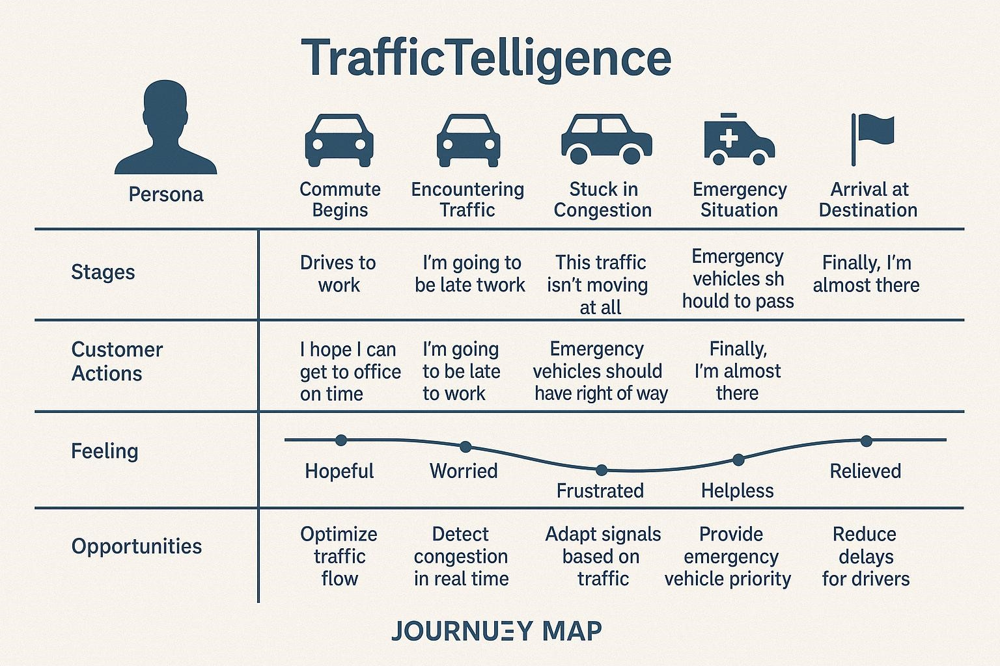 TrafficTelligence
Persona
Commute
Begins
Encountering
Traffic
Stuck in
Congestion
Emergency
Situation
Arrival at
Destination
Stages
Drives to
work
I'm going to
be late twork
This traffic
isn't moving
at all
Emergency
vehicles sh
hould to pass
Finally, I'm
almost there
Customer
Actions
I hope I can
get to office
on time
I'm going
to be late
to work
Emergency
vehicles should
have right of way
Finally,
I'm almost
there
Feeling
Hopeful
Worried
Frustrated
Helpless
Relieved
Opportunities
Optimize
traffic
flow
Detect
congestion
in real time
Adapt signals
based on
traffic
Provide
emergency
vehicle priority
Reduce
delays
for drivers
JOURNUƎY MAP